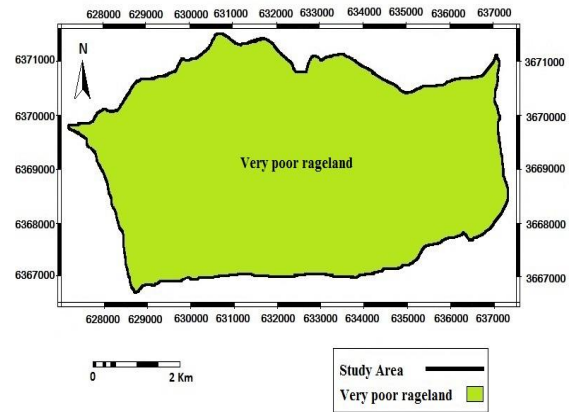 628000 629000 630000 631000 632000 633000 634000 635000 636000 637000
N
6371000 3671000
6370000 3670000
Very poor rageland
6369000 3669000
6368000 3668000
6367000 3667000
628000 629000 630000 631000 632000 633000 634000 635000 636000 637000
0 2 Km
Study Area
Very poor rageland